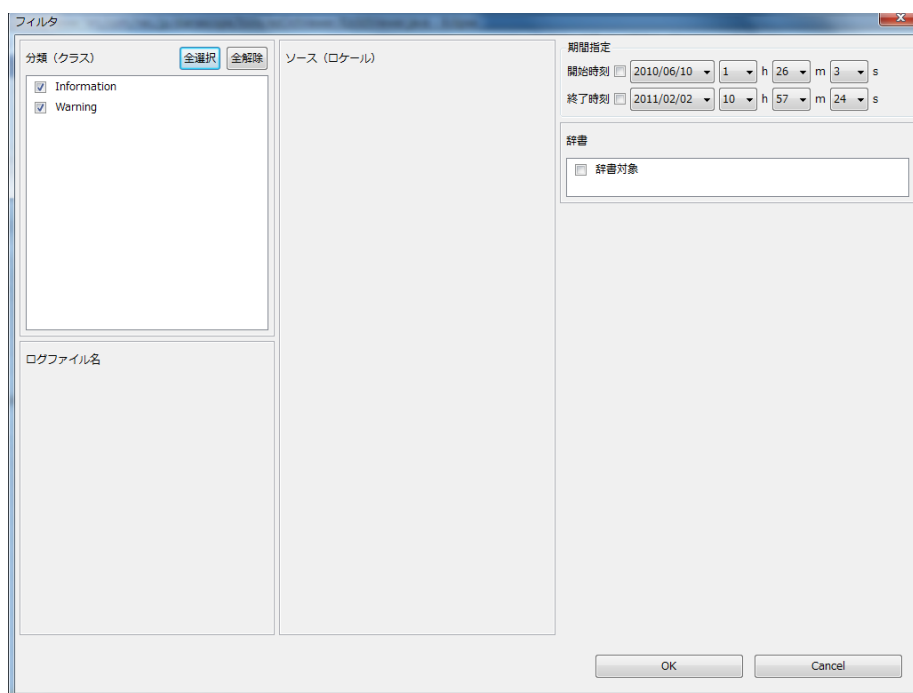 フィルタ
分類（クラス） 全選択 全解除
Information
Warning
ログファイル名
ソース（ロケール）
期間指定
開始時刻 2010/06/10 1 h 26 m 3 s
終了時刻 2011/02/02 10 h 57 m 24 s
辞書
辞書対象
OK Cancel